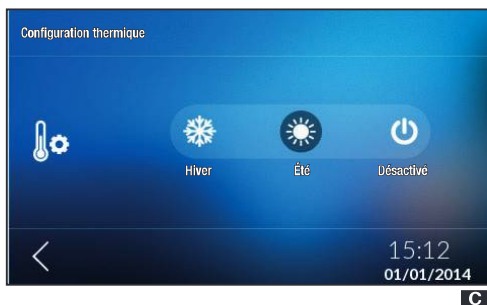 Configuration thermique
Hiver Été Désactivé
15:12
01/01/2014
C